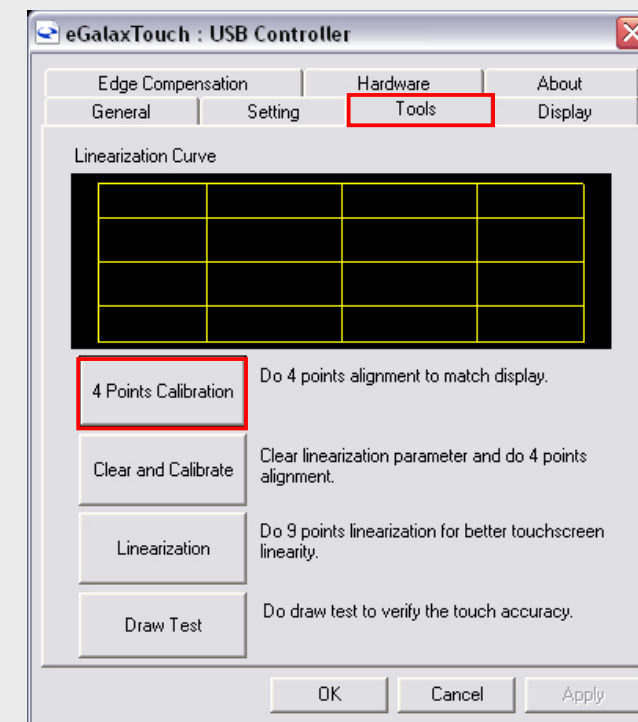 eGalaxTouch : USB Controller
Edge Compensation Hardware About
General Setting Tools Display
Linearization Curve
4 Points Calibration
Do 4 points alignment to match display.
Clear and Calibrate
Clear linearization parameter and do 4 points
alignment.
Linearization
Do 9 points linearization for better touchscreen
linearity.
Draw Test
Do draw test to verify the touch accuracy.
OK Cancel Apply